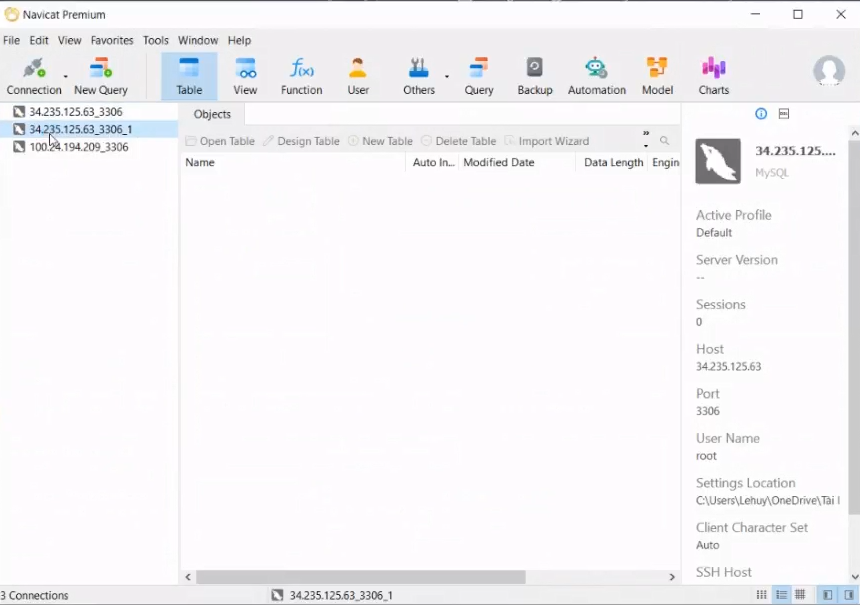 Navicat Premium
File Edit View Favorites Tools Window Help
Connection New Query Table View Function User Others Query Backup Automation Model Charts
f(x)
34.235.125.63_3306
34.235.125.63_3306_1
100.24.194.209_3306
Objects
Open Table Design Table New Table Delete Table Import Wizard »
Name Auto In... Modified Date Data Length Engin
34.235.125....
MySQL
Active Profile
Default
Server Version
--
Sessions
0
Host
34.235.125.63
Port
3306
User Name
root
Settings Location
C:\Users\Lehuy\OneDrive\Tài l
Client Character Set
Auto
SSH Host
3 Connections 34.235.125.63_3306_1